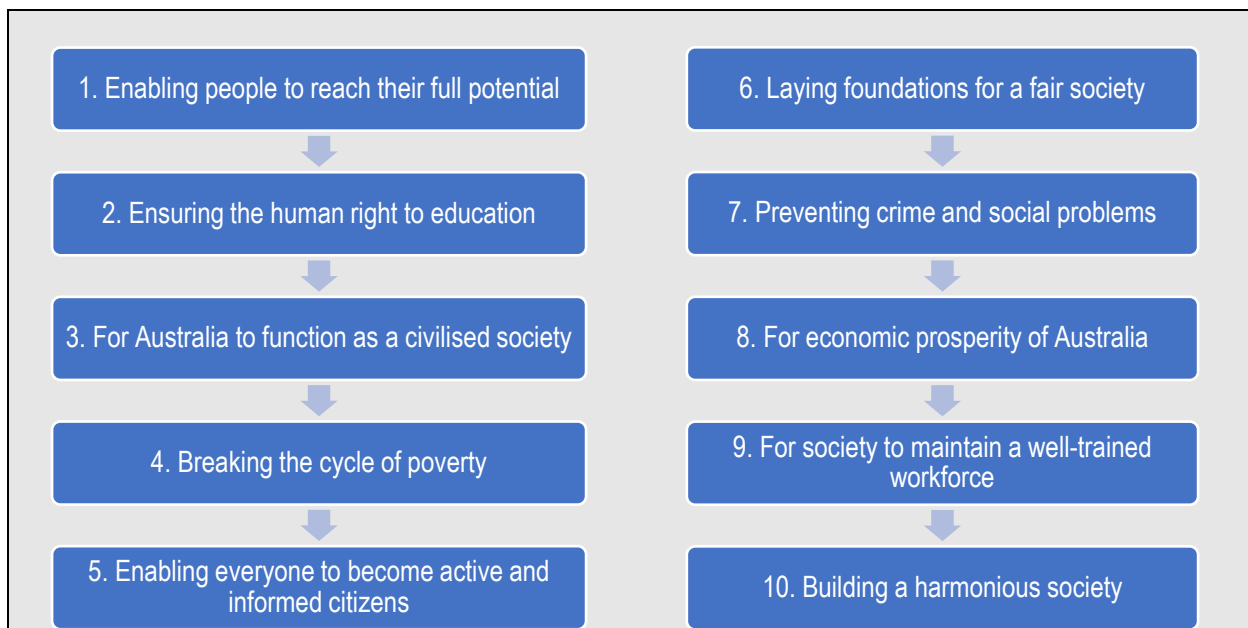 1. Enabling people to reach their full potential
2. Ensuring the human right to education
3. For Australia to function as a civilised society
4. Breaking the cycle of poverty
5. Enabling everyone to become active and
informed citizens
6. Laying foundations for a fair society
7. Preventing crime and social problems
8. For economic prosperity of Australia
9. For society to maintain a well-trained
workforce
10. Building a harmonious society